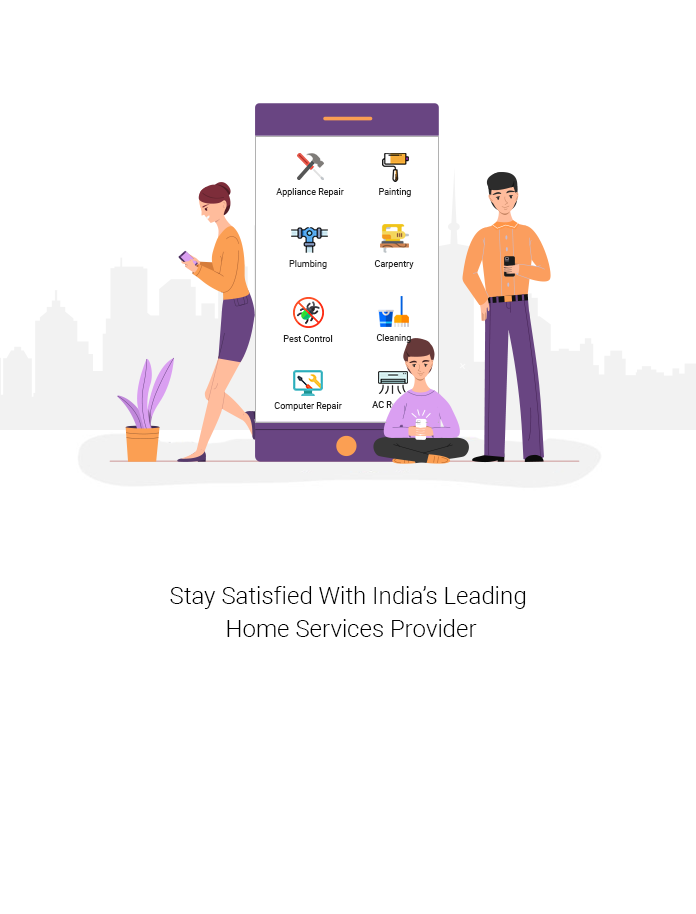 Appliance Repair
Painting
Plumbing
Carpentry
Pest Control
Cleaning
Computer Repair
AC
Stay Satisfied With India's Leading
Home Services Provider